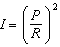 I = (P/R)²